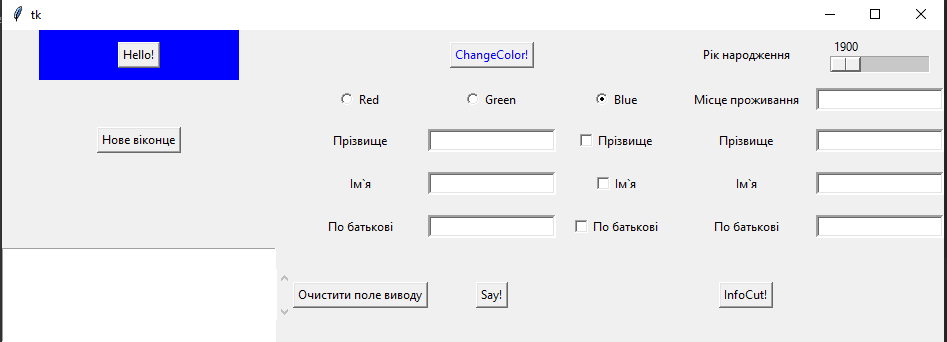 tk
Hello!
ChangeColor!
Рік народження
1900
Red
Green
Blue
Місце проживання
Нове віконце
Прізвище
Прізвище
Прізвище
Ім`я
Ім`я
Ім`я
По батькові
По батькові
По батькові
Очистити поле виводу
Say!
InfoCut!